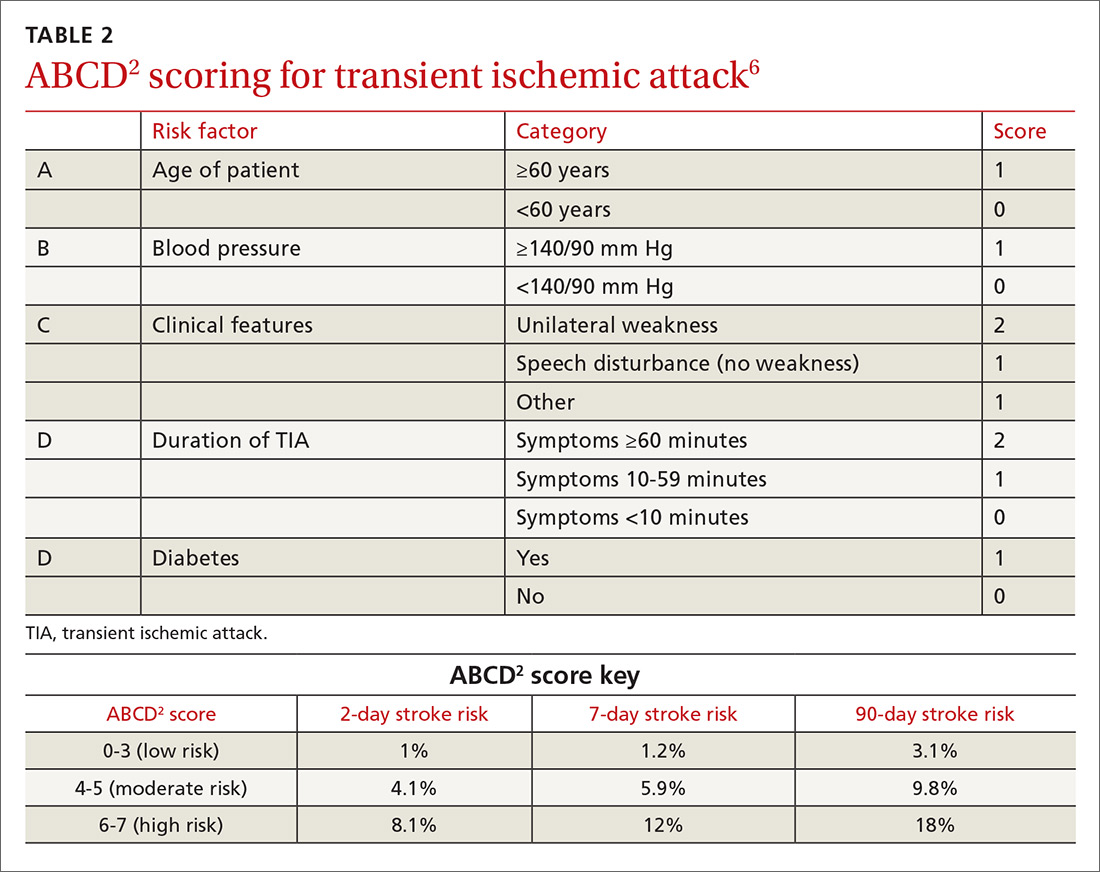 TABLE 2
ABCD² scoring for transient ischemic attack⁶
Risk factor Category Score
A Age of patient ≥60 years 1
<60 years 0
B Blood pressure ≥140/90 mm Hg 1
<140/90 mm Hg 0
C Clinical features Unilateral weakness 2
Speech disturbance (no weakness) 1
Other 1
D Duration of TIA Symptoms ≥60 minutes 2
Symptoms 10-59 minutes 1
Symptoms <10 minutes 0
D Diabetes Yes 1
No 0
TIA, transient ischemic attack.
ABCD² score key
ABCD² score 2-day stroke risk 7-day stroke risk 90-day stroke risk
0-3 (low risk) 1% 1.2% 3.1%
4-5 (moderate risk) 4.1% 5.9% 9.8%
6-7 (high risk) 8.1% 12% 18%